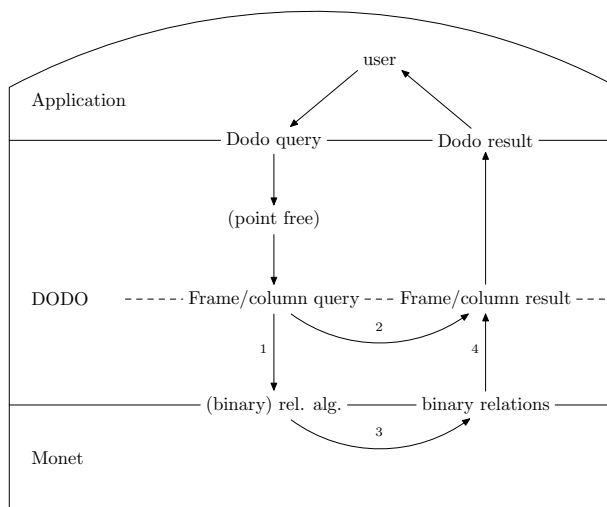 user
Application
Dodo query
Dodo result
(point free)
DODO
Frame/column query
Frame/column result
2
1
4
(binary) rel. alg.
binary relations
3
Monet